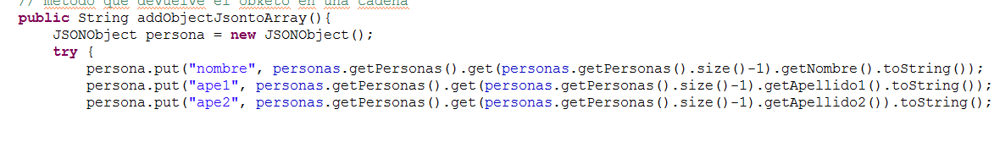 // metodo que devuelve el obketo en una cadena
public String addObjectJsontoArray(){
JSONObject persona = new JSONObject();
try {
persona.put("nombre", personas.getPersonas().get(personas.getPersonas().size()-1).getNombre().toString());
persona.put("ape1", personas.getPersonas().get(personas.getPersonas().size()-1).getApellido1().toString());
persona.put("ape2", personas.getPersonas().get(personas.getPersonas().size()-1).getApellido2()).toString();